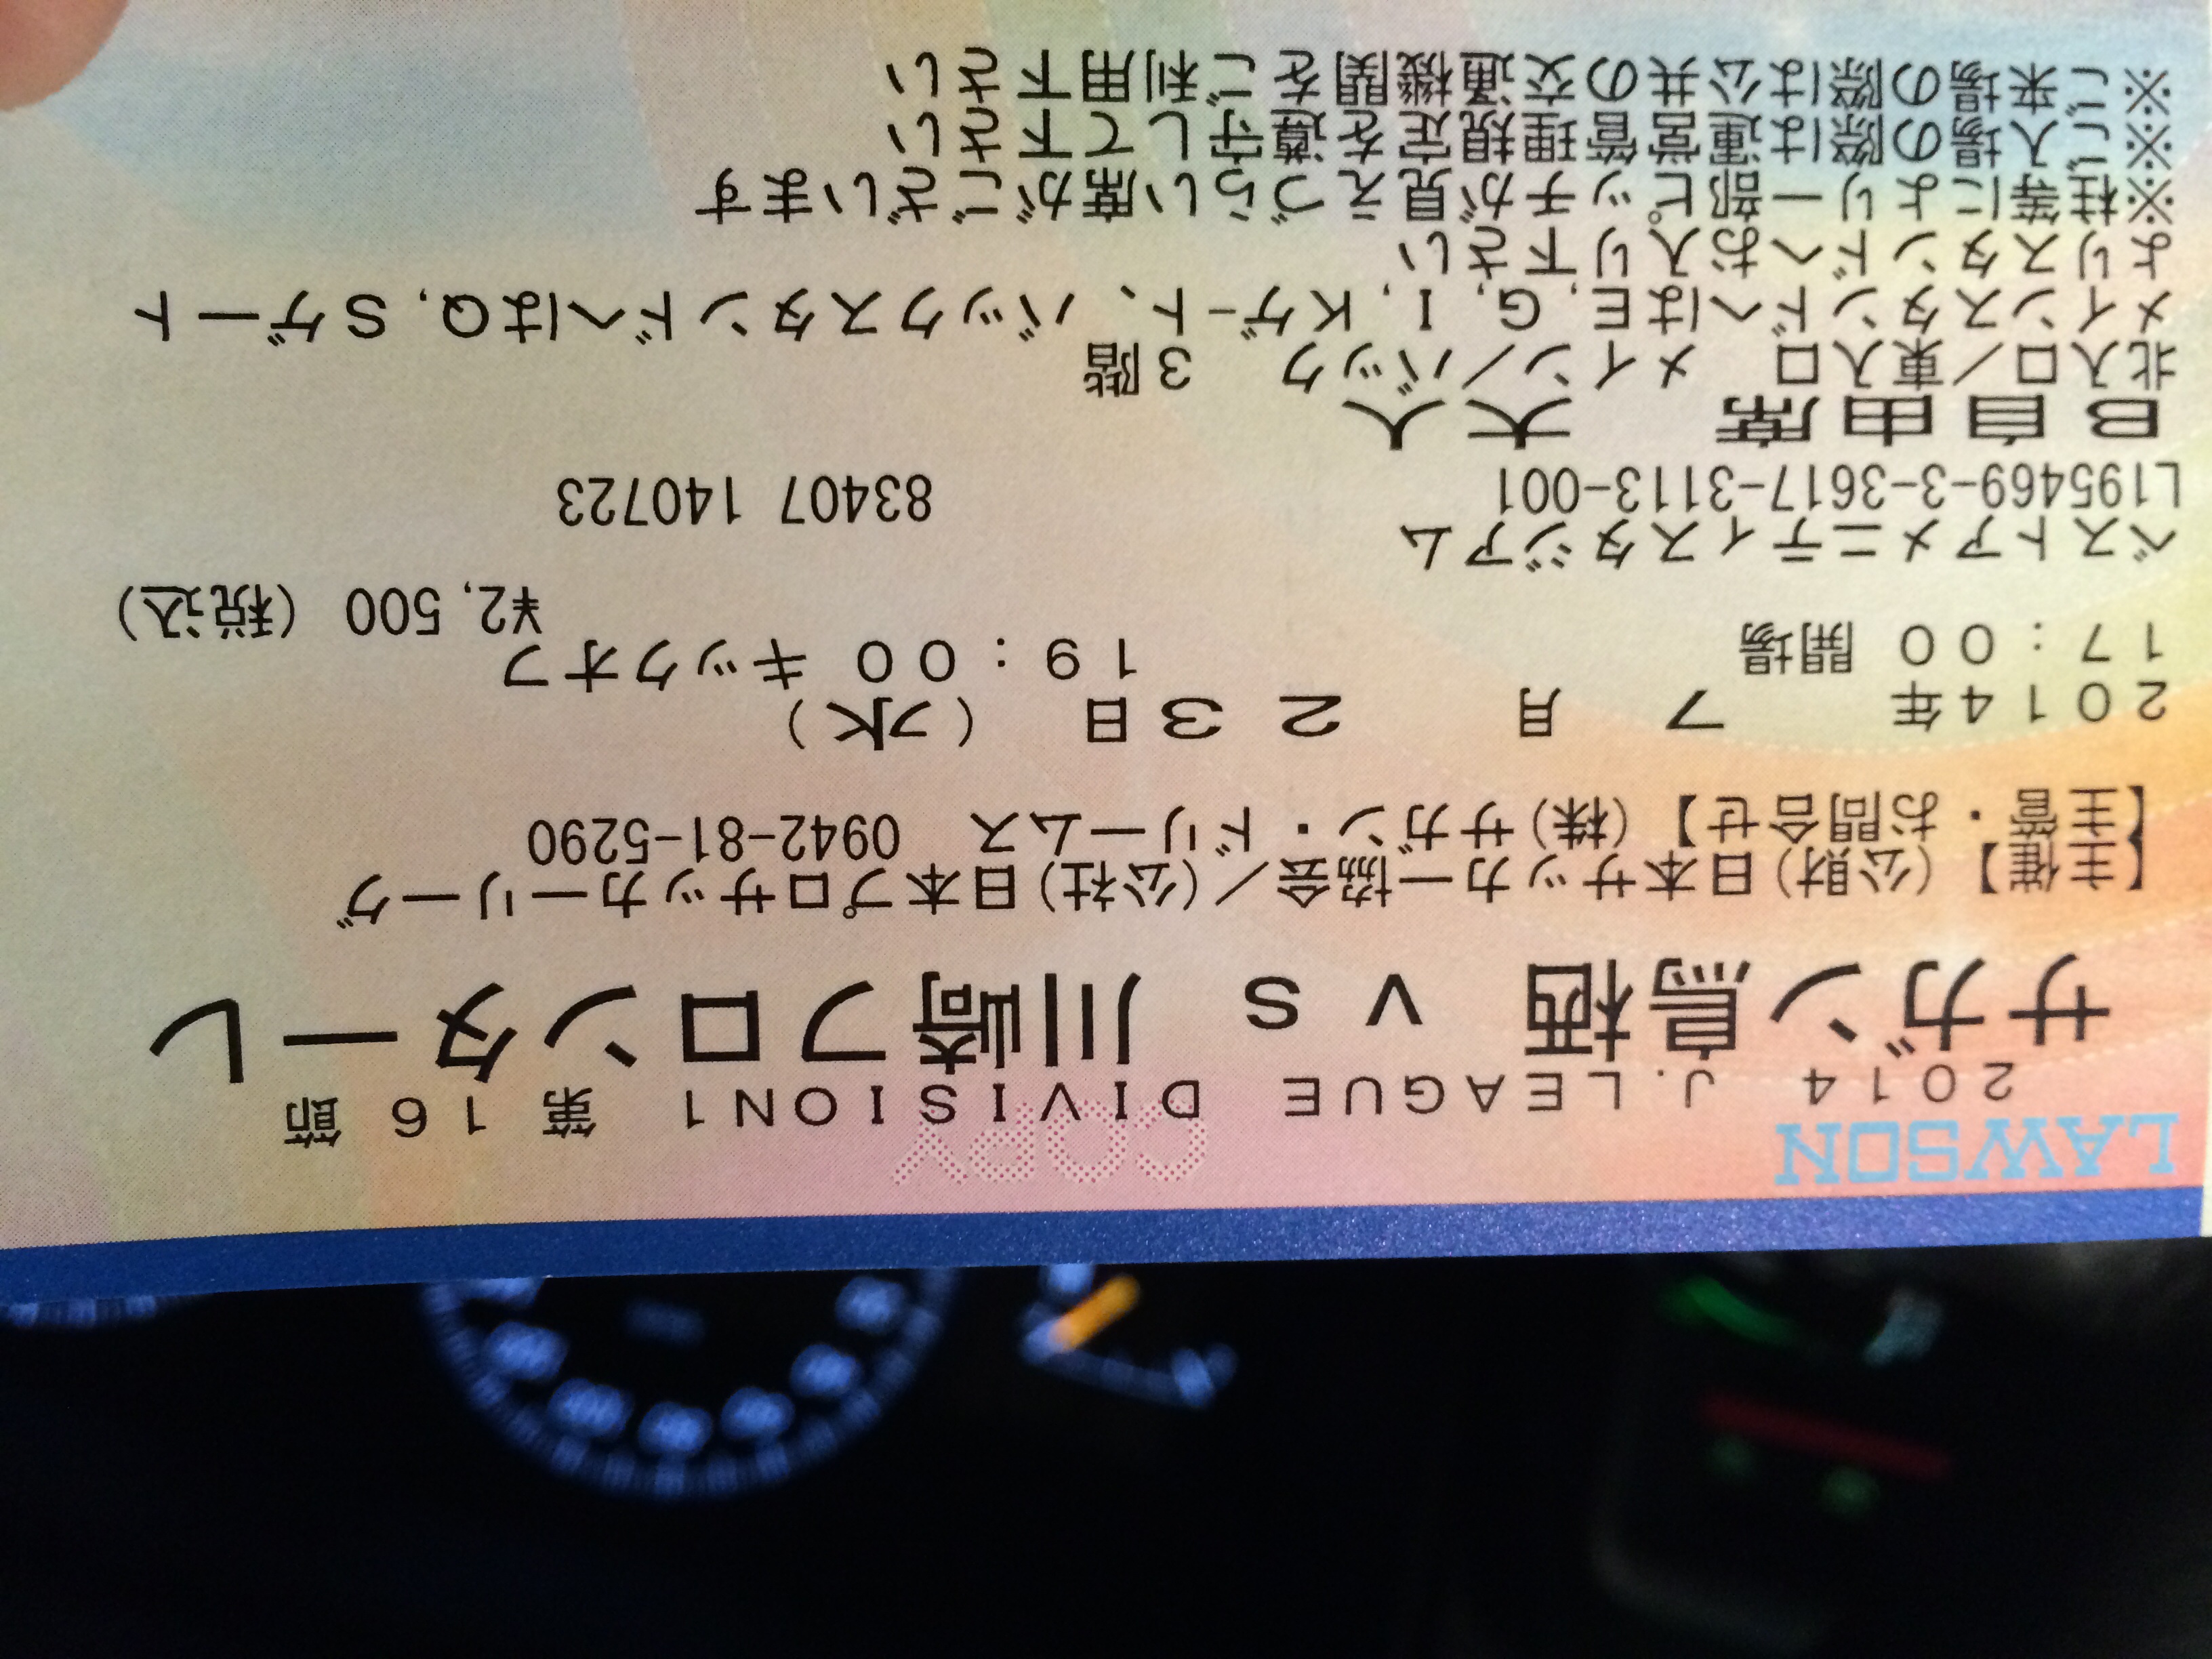 LAWSON
COPY
2014 J.LEAGUE DIVISION1 第16節
サガン鳥栖 VS 川崎フロンターレ
【主催】(公財)日本サッカー協会／(公社)日本プロサッカーリーグ
【主管・お問合せ】(株)サガン・ドリームス 0942-81-5290
2014年 7月 23日 (水)
17:00 開場 19:00 キックオフ
¥2,500 (税込)
ベストアメニティスタジアム
L195469-3-3617-3113-001 83407 140723
B自由席 大人
北入口／東入口 メイン／バック 3階
メインスタンドへはE,G,I,Kゲート、バックスタンドへはQ,Sゲート
よりスタンドへお入り下さい
※柱等により一部ピッチが見えづらい席がございます
※ご入場の際は運営管理規定を遵守して下さい
※ご来場の際は公共の交通機関をご利用下さい